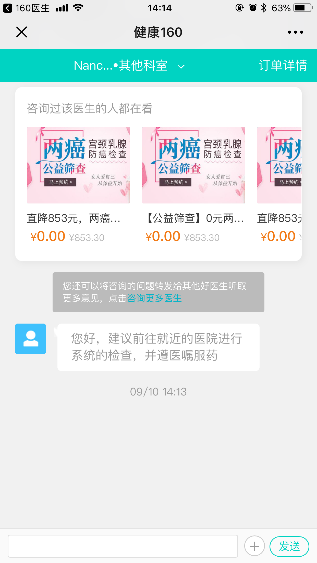 160医生
14:14
63%
健康160
Nanc...•其他科室
订单详情
咨询过该医生的人都在看
两癌
公益筛查
宫颈乳腺
防癌检查
两癌
公益筛查
宫颈乳腺
防癌检查
两癌
公益筛查
直降853元，两癌...
【公益筛查】0元两...
直降853
¥0.00 ¥853.30
¥0.00 ¥853.30
¥0.00
您还可以将咨询的问题转发给其他好医生听取
更多意见，点击咨询更多医生
您好，建议前往就近的医院进行
系统的检查，并遵医嘱服药
09/10 14:13
发送